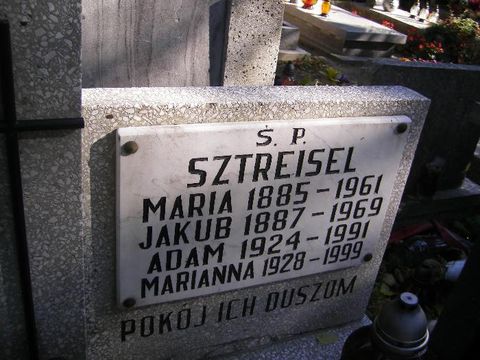 Ś. P.
SZTREISEL
MARIA 1885 - 1961
JAKUB 1887 - 1969
ADAM 1924 - 1991
MARIANNA 1928 - 1999
POKÓJ ICH DUSZOM